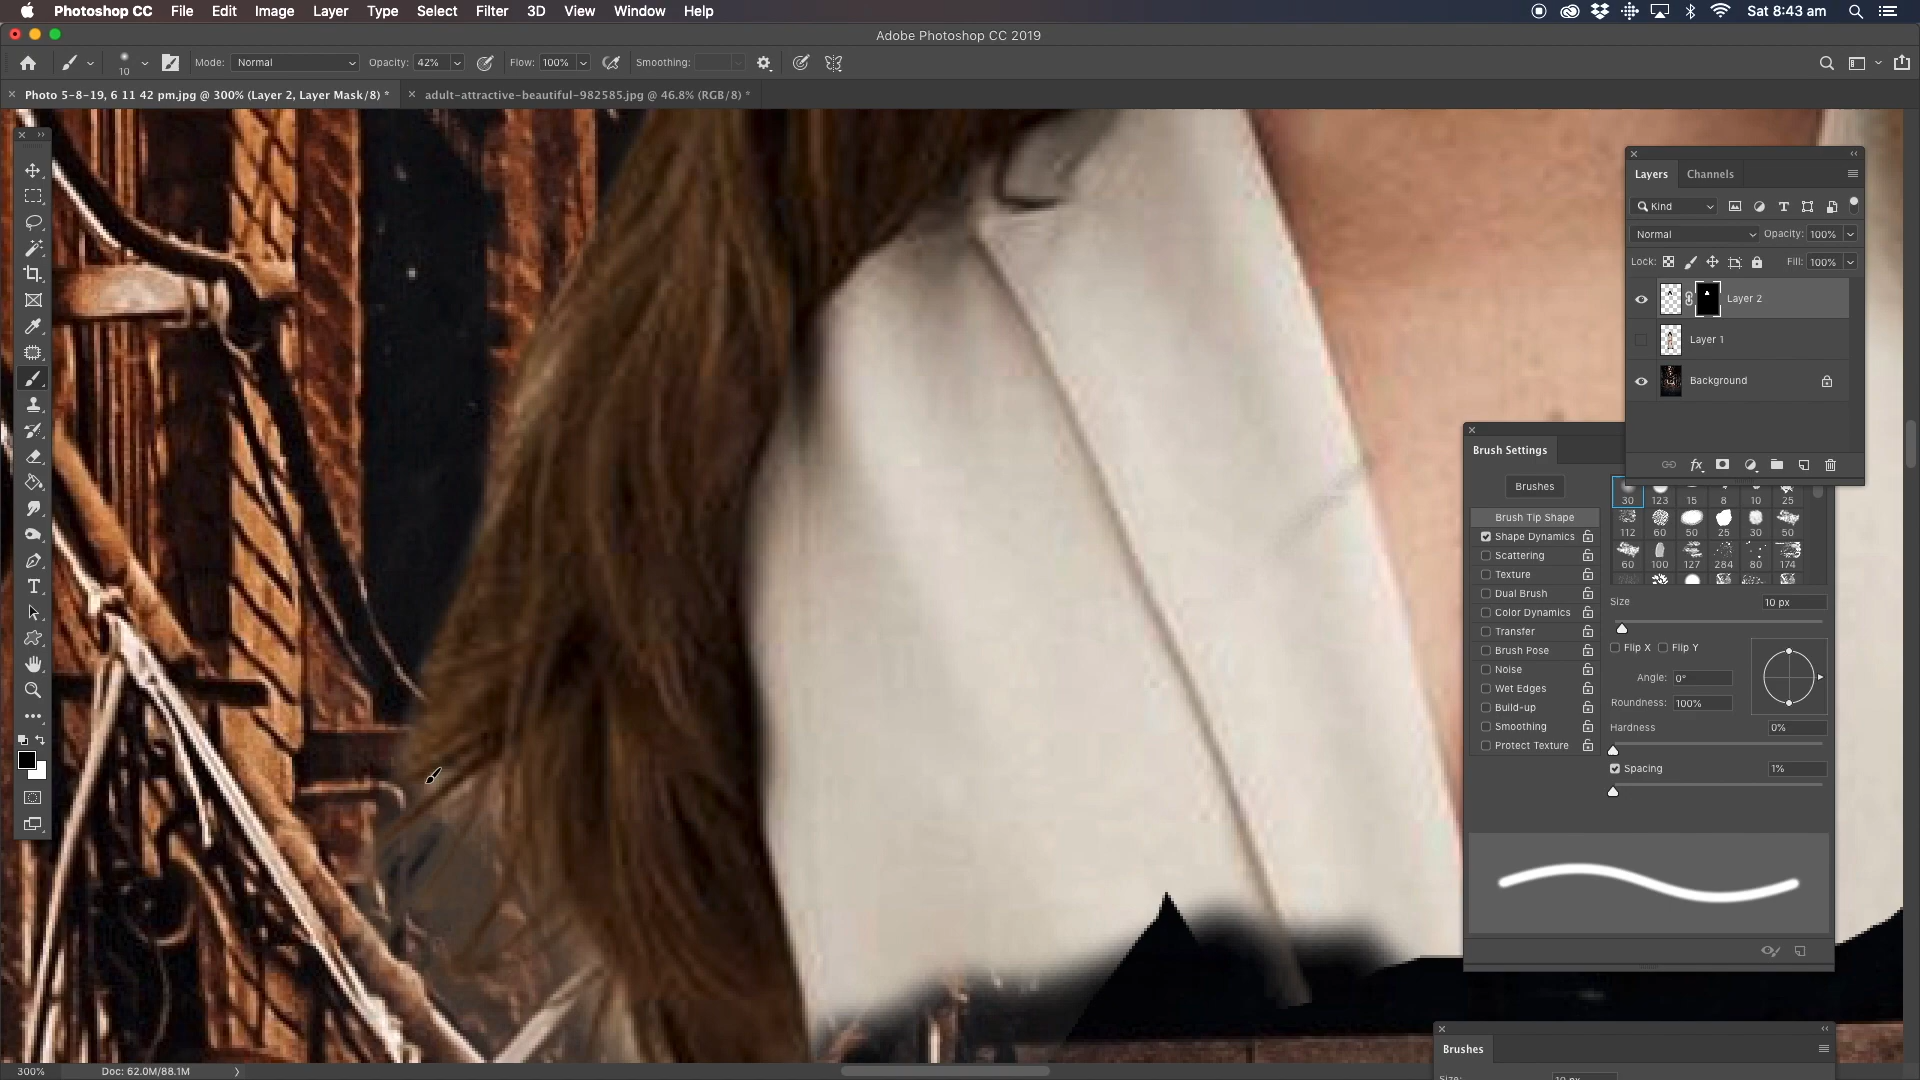 Photoshop CC File Edit Image Layer Type Select Filter 3D View Window Help Sat 8:43 am
Adobe Photoshop CC 2019
10 Mode: Normal Opacity: 42% Flow: 100% Smoothing:
Photo 5-8-19, 6 11 42 pm.jpg @ 300% (Layer 2, Layer Mask/8) * adult-attractive-beautiful-982585.jpg @ 46.8% (RGB/8) *
Layers Channels
Kind
Normal Opacity: 100%
Lock: Fill: 100%
Layer 2
Layer 1
Background
Brush Settings
Brushes
30 123 15 8 10 25
Brush Tip Shape
112 60 50 25 30 50
Shape Dynamics
Scattering
60 100 127 284 80 174
Texture
Dual Brush
Size 10 px
Color Dynamics
Transfer
Flip X Flip Y
Brush Pose
Noise
Angle: 0°
Wet Edges
Roundness: 100%
Build-up
Smoothing
Hardness 0%
Protect Texture
Spacing 1%
Brushes
Size: 10 px
300% Doc: 62.0M/88.1M